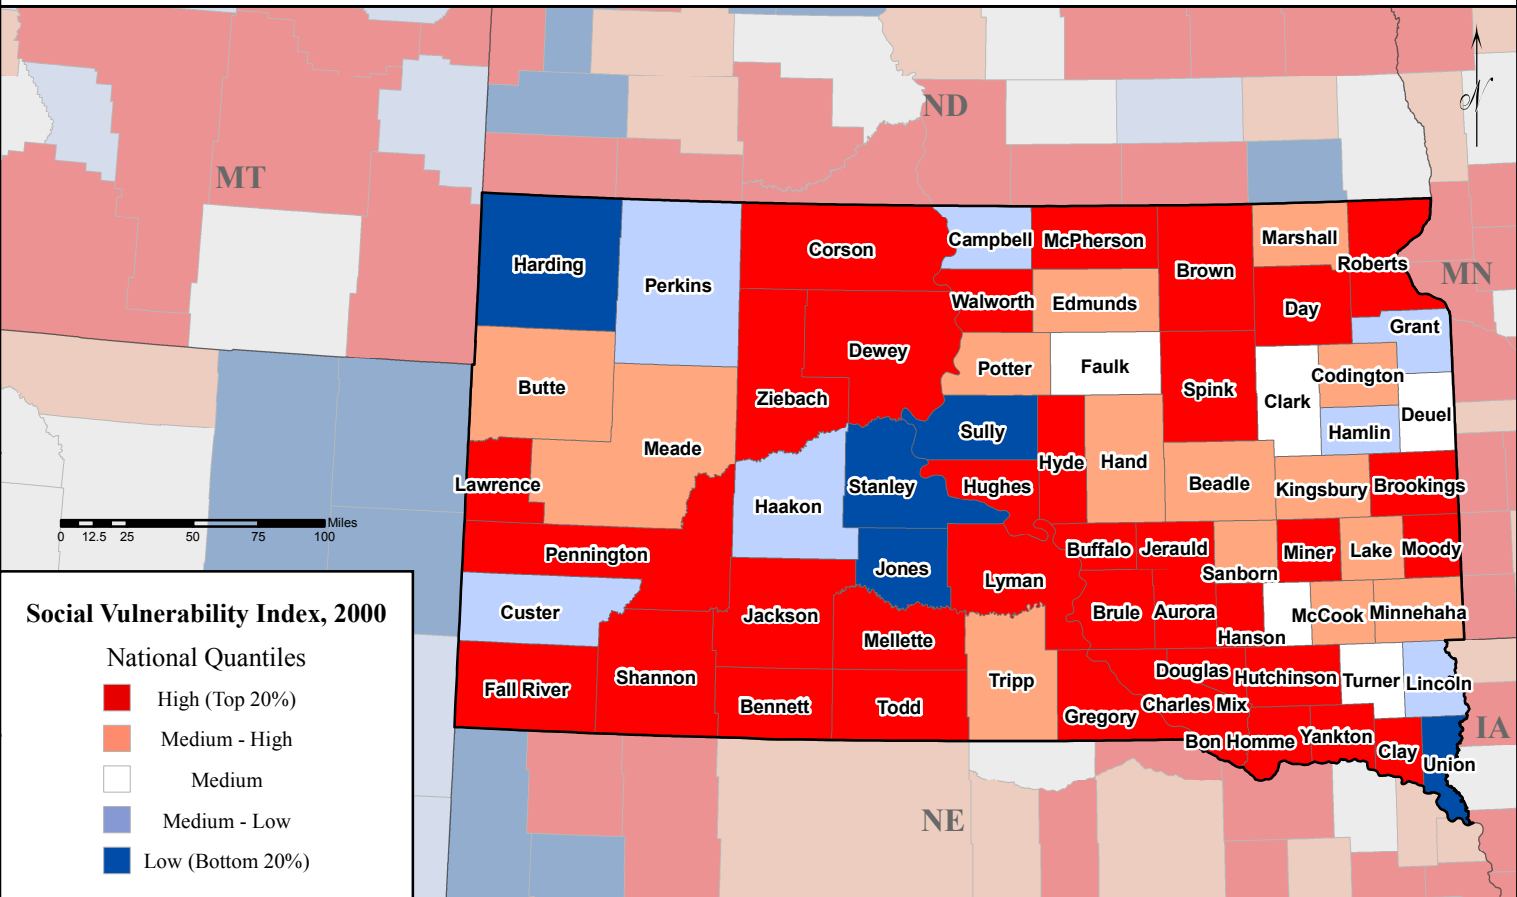 ND
MT
MN
Harding
Perkins
Corson
Campbell
McPherson
Brown
Marshall
Roberts
Walworth
Edmunds
Day
Grant
Butte
Dewey
Ziebach
Potter
Faulk
Spink
Clark
Codington
Deuel
Hamlin
Meade
Lawrence
Sully
Hyde
Hand
Beadle
Kingsbury
Brookings
Haakon
Stanley
Hughes
Miles
0 12.5 25 50 75 100
Pennington
Jones
Lyman
Buffalo
Jerauld
Sanborn
Miner
Lake
Moody
Custer
Jackson
Mellette
Brule
Aurora
Hanson
McCook
Minnehaha
Fall River
Shannon
Bennett
Todd
Tripp
Gregory
Douglas
Charles Mix
Hutchinson
Turner
Lincoln
Bon Homme
Yankton
Clay
Union
IA
NE
N
Social Vulnerability Index, 2000
National Quantiles
High (Top 20%)
Medium - High
Medium
Medium - Low
Low (Bottom 20%)